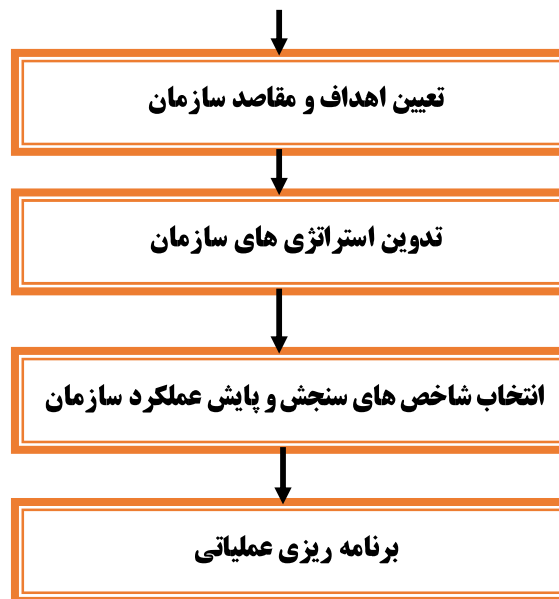 تعیین اهداف و مقاصد سازمان
تدوین استراتژی های سازمان
انتخاب شاخص های سنجش و پایش عملکرد سازمان
برنامه ریزی عملیاتی